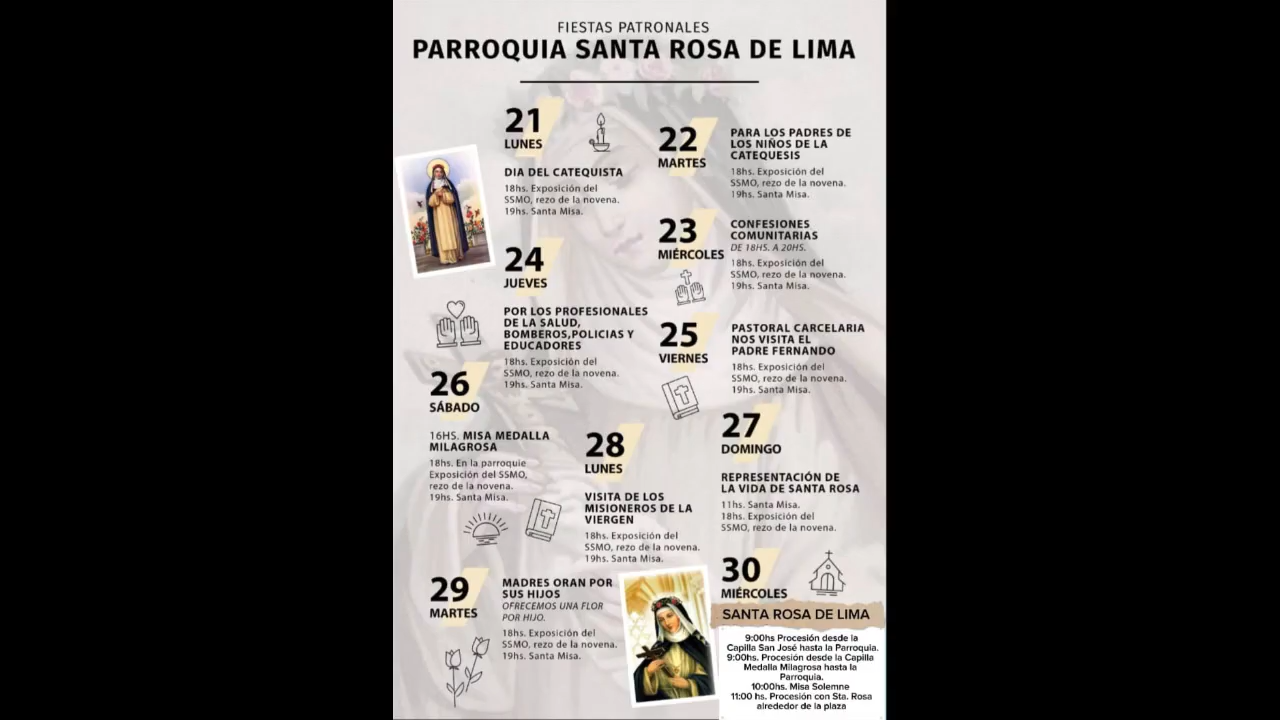 FIESTAS PATRONALES
PARROQUIA SANTA ROSA DE LIMA
21
LUNES
DIA DEL CATEQUISTA
18hs. Exposición del
SSMO, rezo de la novena.
19hs. Santa Misa.
22
MARTES
PARA LOS PADRES DE
LOS NIÑOS DE LA
CATEQUESIS
18hs. Exposición del
SSMO, rezo de la novena.
19hs. Santa Misa.
23
MIÉRCOLES
CONFESIONES
COMUNITARIAS
DE 18HS. A 20HS.
18hs. Exposición del
SSMO, rezo de la novena.
19hs. Santa Misa.
24
JUEVES
POR LOS PROFESIONALES
DE LA SALUD,
BOMBEROS,POLICIAS Y
EDUCADORES
18hs. Exposición del
SSMO, rezo de la novena.
19hs. Santa Misa.
25
VIERNES
PASTORAL CARCELARIA
NOS VISITA EL
PADRE FERNANDO
18hs. Exposición del
SSMO, rezo de la novena.
19hs. Santa Misa.
26
SÁBADO
16HS. MISA MEDALLA
MILAGROSA
18hs. En la parroquie
Exposición del SSMO,
rezo de la novena.
19hs. Santa Misa.
27
DOMINGO
REPRESENTACIÓN DE
LA VIDA DE SANTA ROSA
11hs. Santa Misa.
18hs. Exposición del
SSMO, rezo de la novena.
28
LUNES
VISITA DE LOS
MISIONEROS DE LA
VIERGEN
18hs. Exposición del
SSMO, rezo de la novena.
19hs. Santa Misa.
29
MARTES
MADRES ORAN POR
SUS HIJOS
OFRECEMOS UNA FLOR
POR HIJO.
18hs. Exposición del
SSMO, rezo de la novena.
19hs. Santa Misa.
30
MIÉRCOLES
SANTA ROSA DE LIMA
9:00hs Procesión desde la
Capilla San José hasta la Parroquia.
9:00hs. Procesión desde la Capilla
Medalla Milagrosa hasta la
Parroquia.
10:00hs. Misa Solemne
11:00 hs. Procesión con Sta. Rosa
alrededor de la plaza